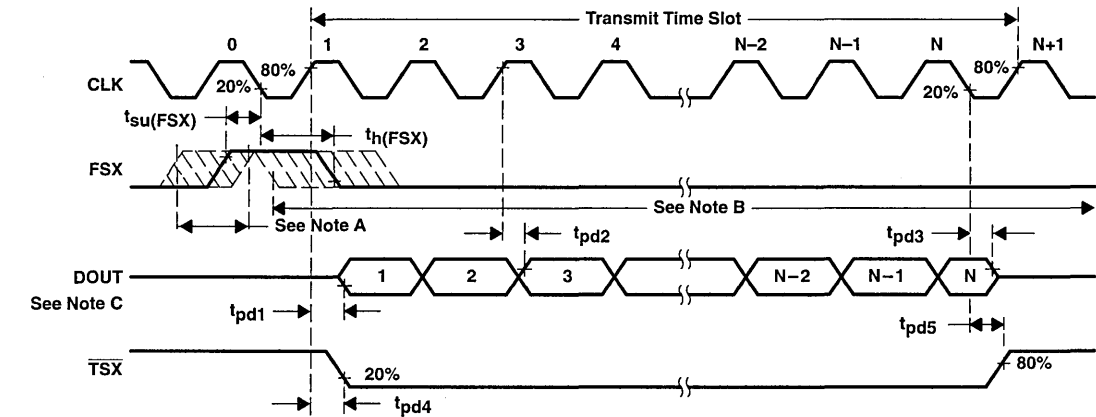 Transmit Time Slot
0 1 2 3 4 N–2 N–1 N N+1
CLK
80%
20%
80%
20%
tsu(FSX)
th(FSX)
FSX
See Note A
See Note B
tpd2
tpd3
DOUT
1 2 3 N–2 N–1 N
See Note C
tpd1
tpd5
TSX
20%
80%
tpd4